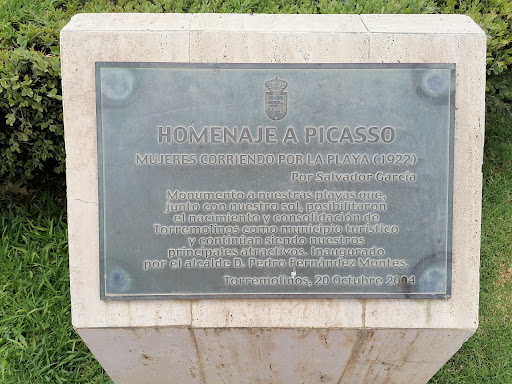 HOMENAJE A PICASSO
MUJERES CORRIENDO POR LA PLAYA (1922)
Por Salvador García
Monumento a nuestras playas que,
junto con nuestro sol, posibilitaron
el nacimiento y consolidación de
Torremolinos como municipio turístico
y continúan siendo nuestros
principales atractivos. Inaugurado
por el alcalde D. Pedro Fernández Montes.
Torremolinos, 20 Octubre 2004